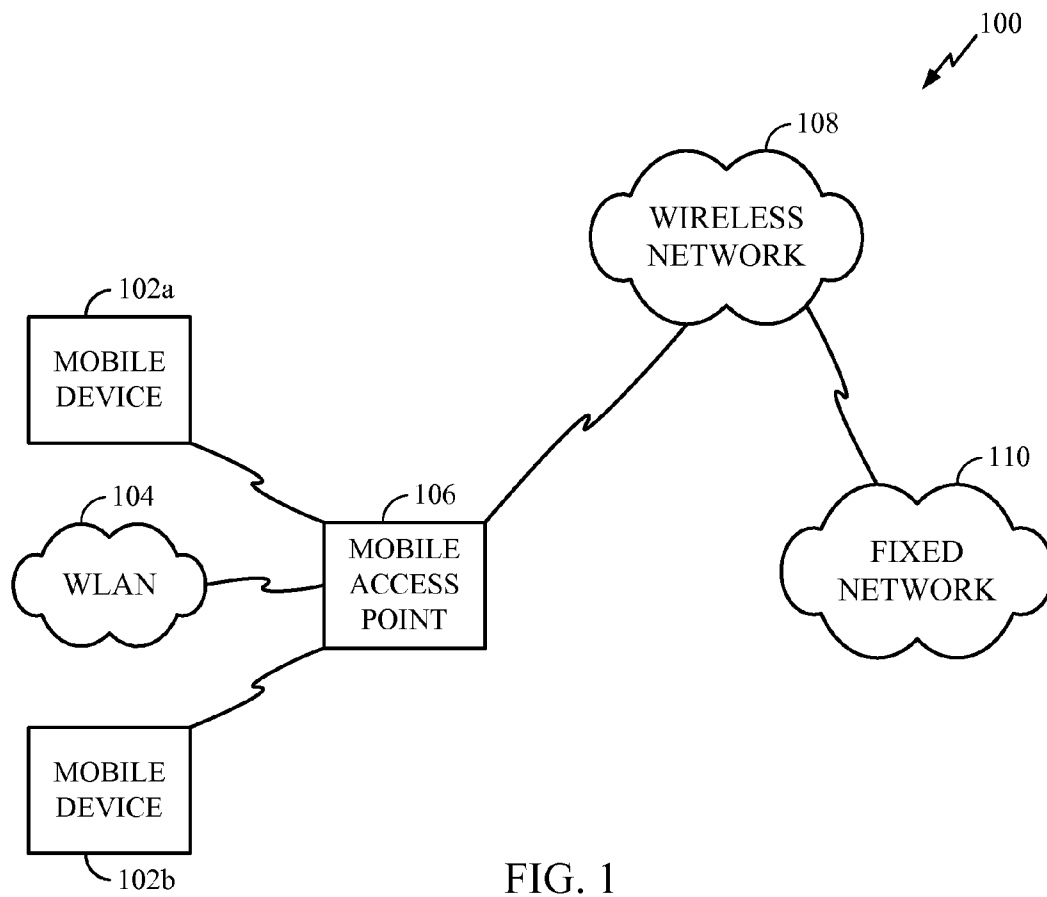 100
108
WIRELESS
NETWORK
102a
MOBILE
DEVICE
110
FIXED
NETWORK
104
WLAN
106
MOBILE
ACCESS
POINT
MOBILE
DEVICE
102b
FIG. 1